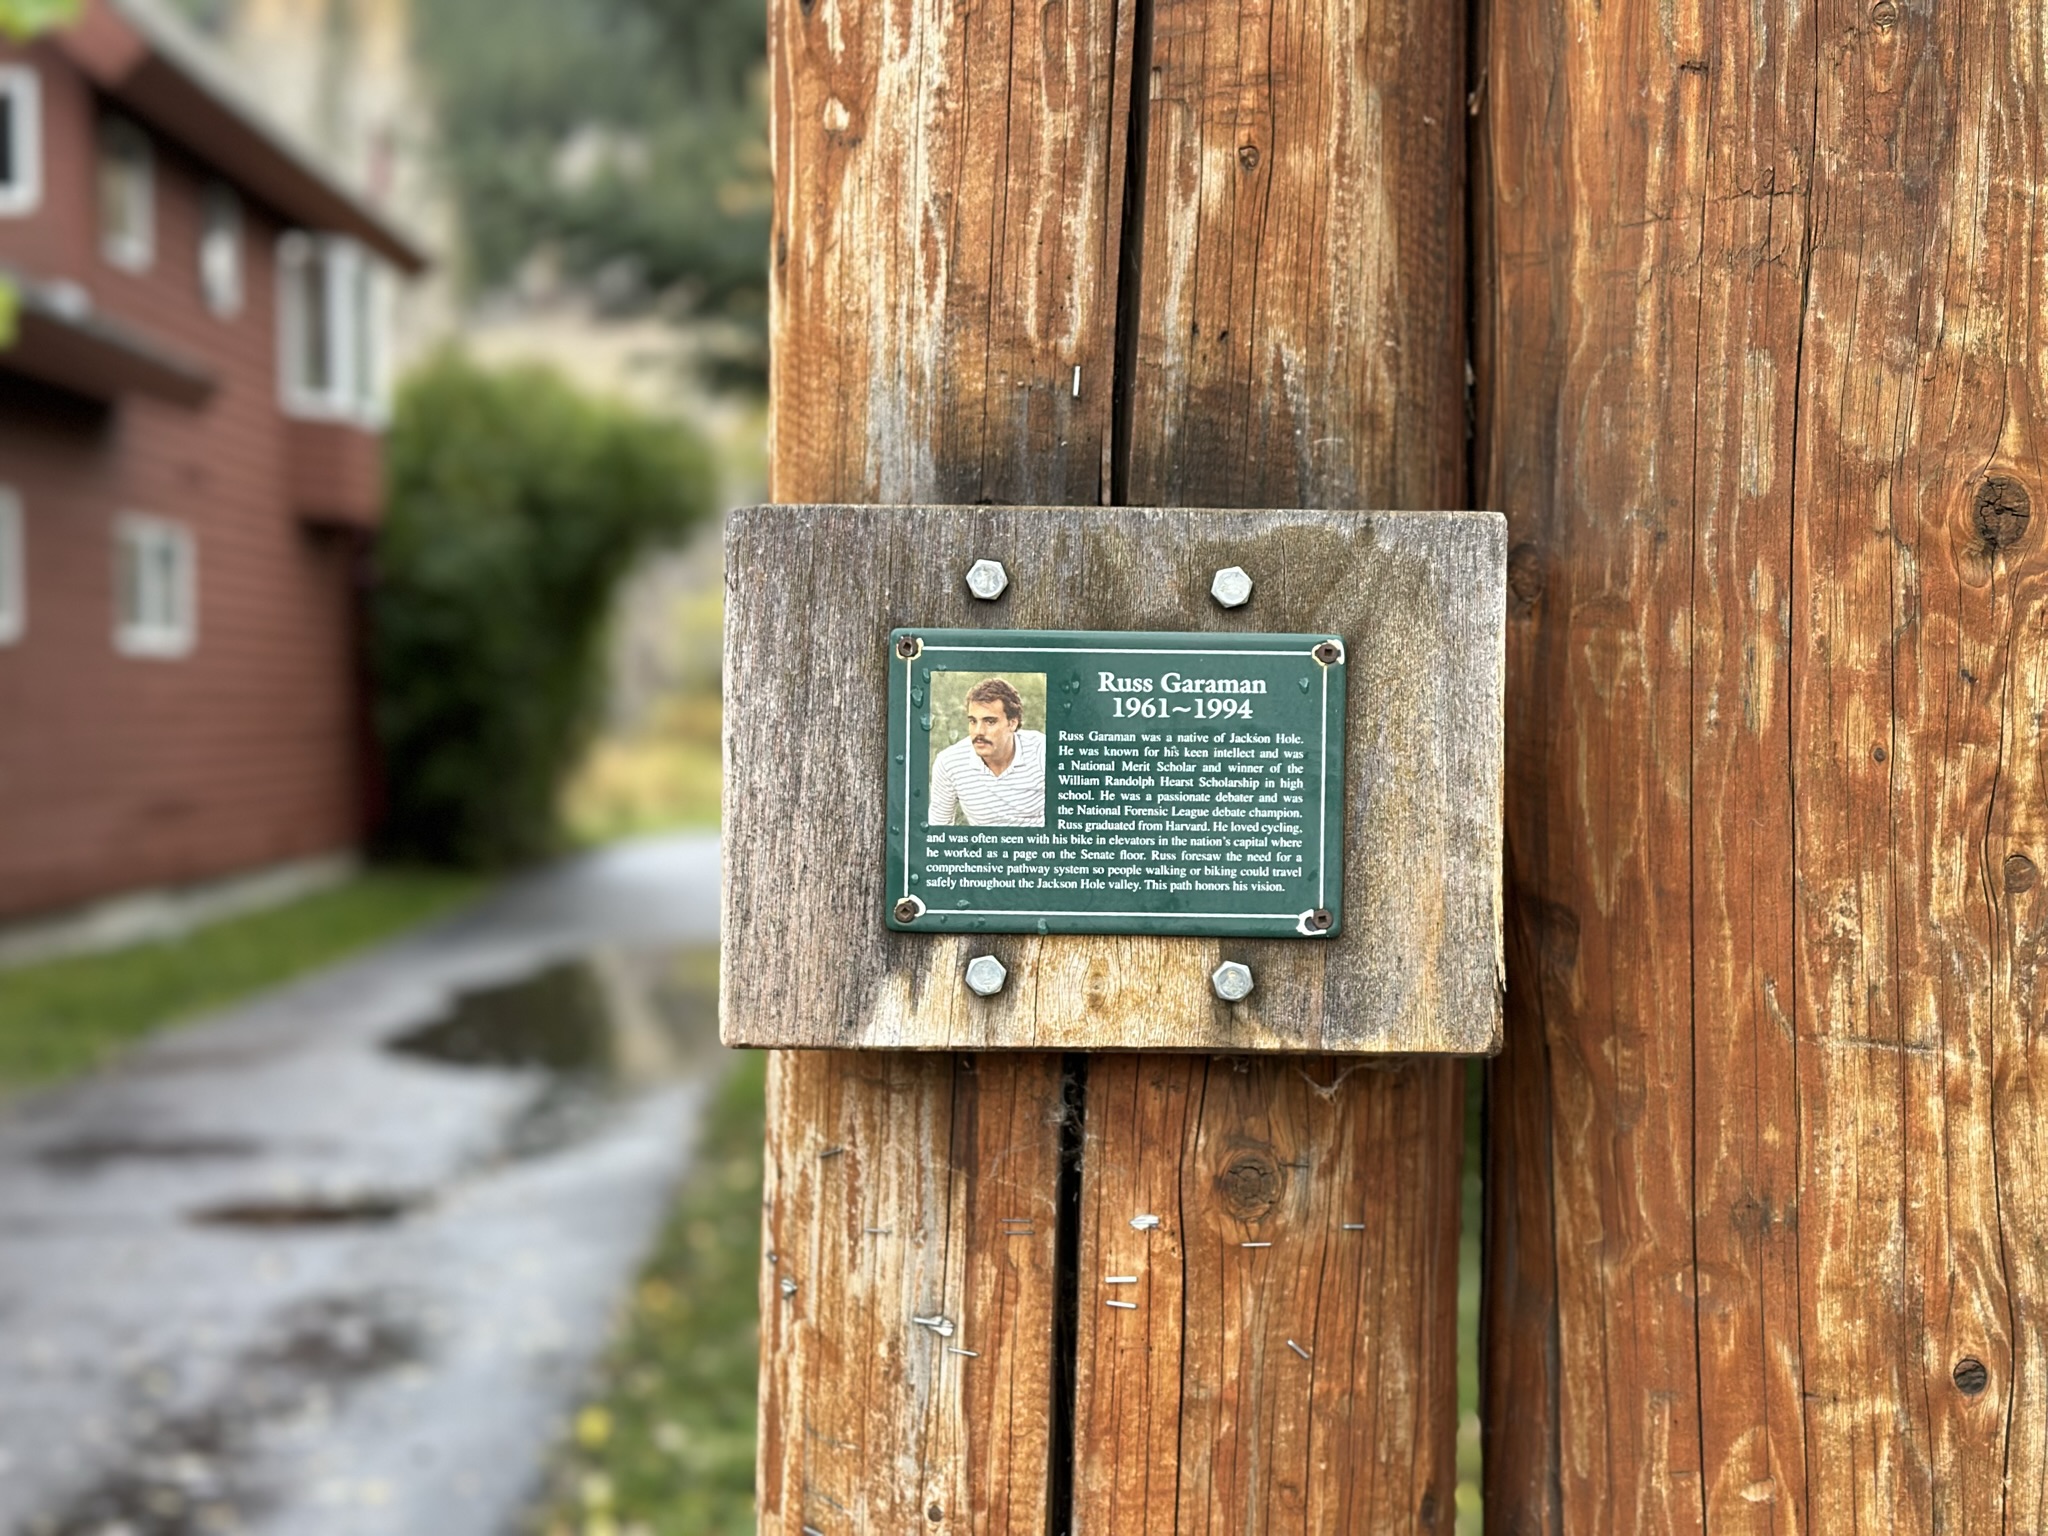 Russ Garaman
1961~1994
Russ Garaman was a native of Jackson Hole.
He was known for his keen intellect and was
a National Merit Scholar and winner of the
William Randolph Hearst Scholarship in high
school. He was a passionate debater and was
the National Forensic League debate champion.
Russ graduated from Harvard. He loved cycling,
and was often seen with his bike in elevators in the nation's capital where
he worked as a page on the Senate floor. Russ foresaw the need for a
comprehensive pathway system so people walking or biking could travel
safely throughout the Jackson Hole valley. This path honors his vision.